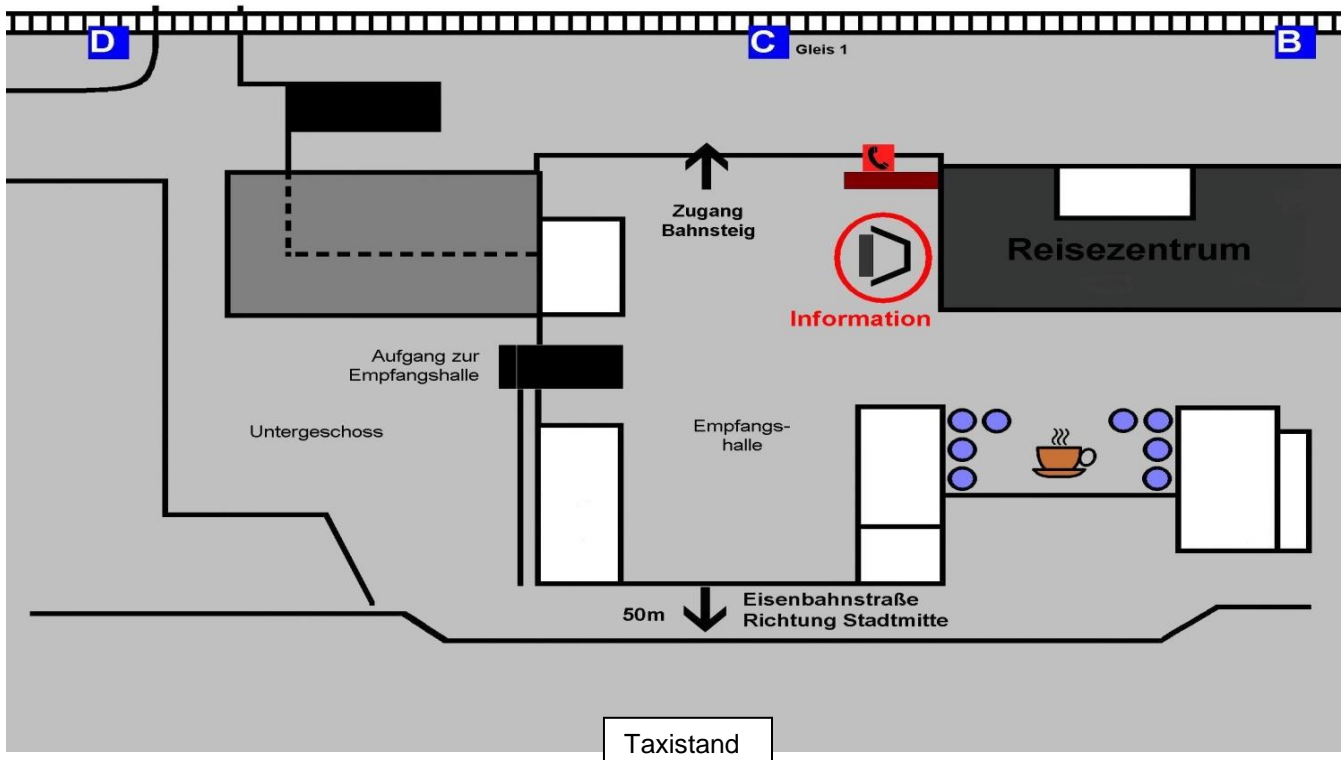 D
C
Gleis 1
B
Zugang
Bahnsteig
Reisezentrum
Information
Aufgang zur
Empfangshalle
Untergeschoss
Empfangs-
halle
50m
Eisenbahnstraße
Richtung Stadtmitte
Taxistand